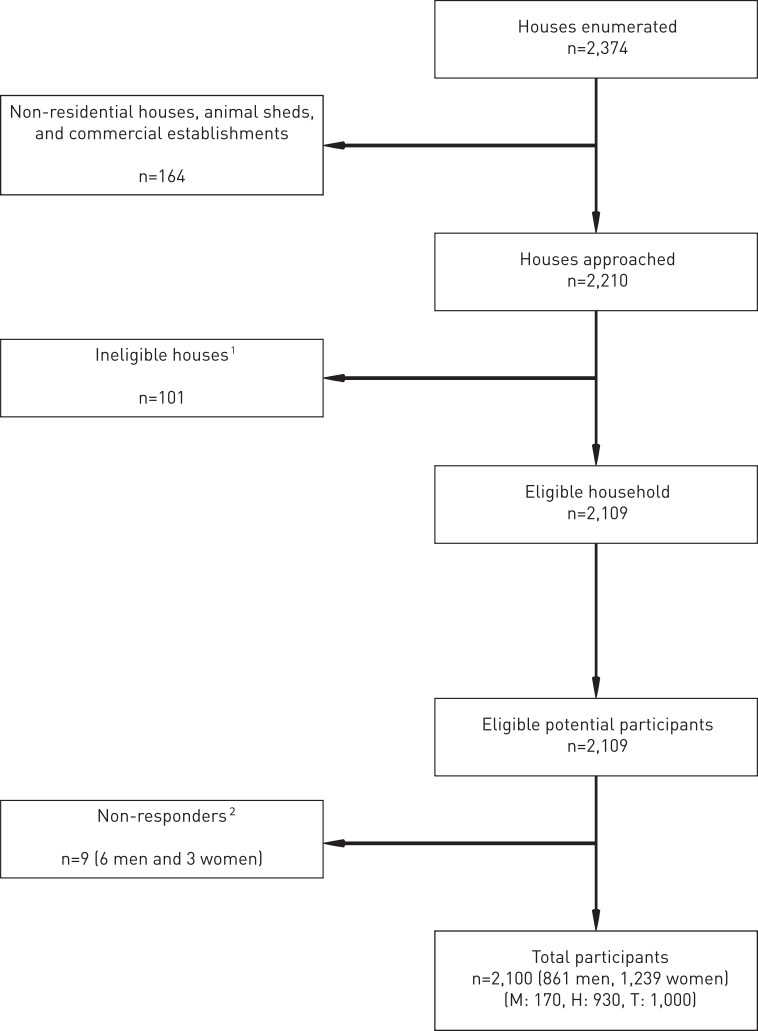 Houses enumerated
n=2,374
Non-residential houses, animal sheds,
and commercial establishments
n=164
Houses approached
n=2,210
Ineligible houses¹
n=101
Eligible household
n=2,109
Eligible potential participants
n=2,109
Non-responders²
n=9 (6 men and 3 women)
Total participants
n=2,100 (861 men, 1,239 women)
(M: 170, H: 930, T: 1,000)